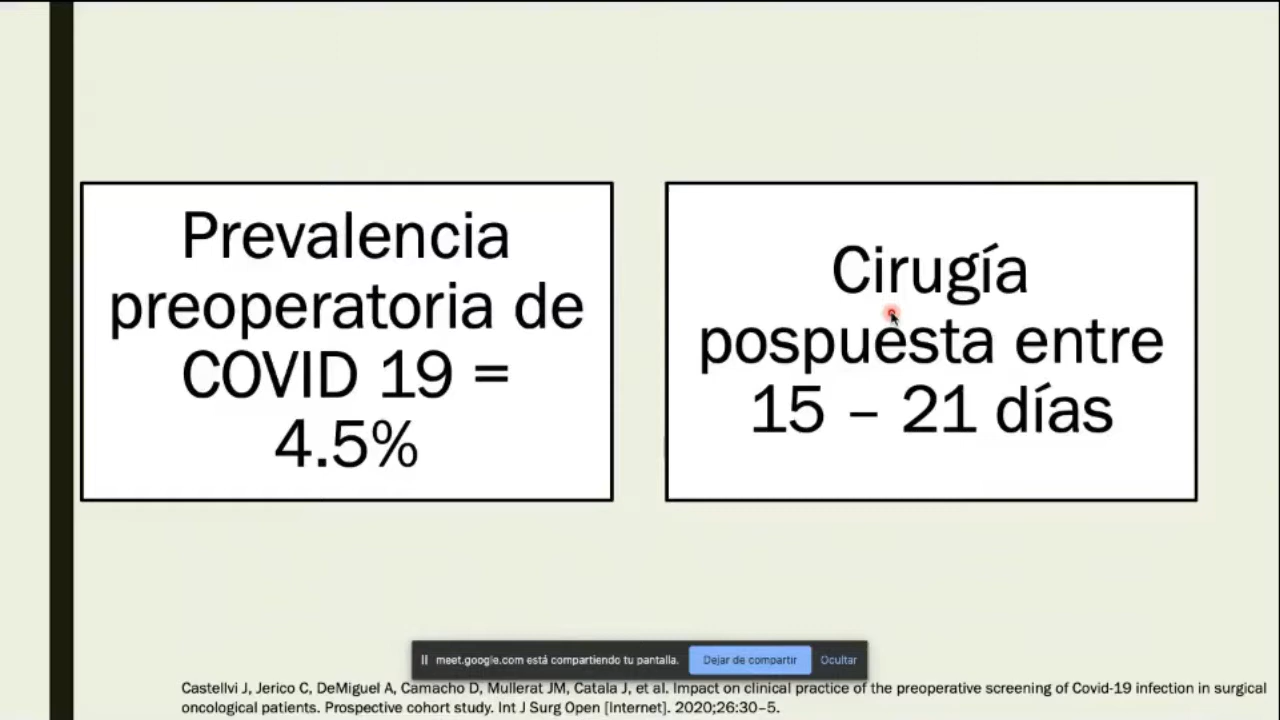 Prevalencia
preoperatoria de
COVID 19 =
4.5%
Cirugía
pospuesta entre
15 – 21 días
meet.google.com está compartiendo tu pantalla.
Dejar de compartir
Ocultar
Castellvi J, Jerico C, DeMiguel A, Camacho D, Mullerat JM, Catala J, et al. Impact on clinical practice of the preoperative screening of Covid-19 infection in surgical
oncological patients. Prospective cohort study. Int J Surg Open [Internet]. 2020;26:30–5.